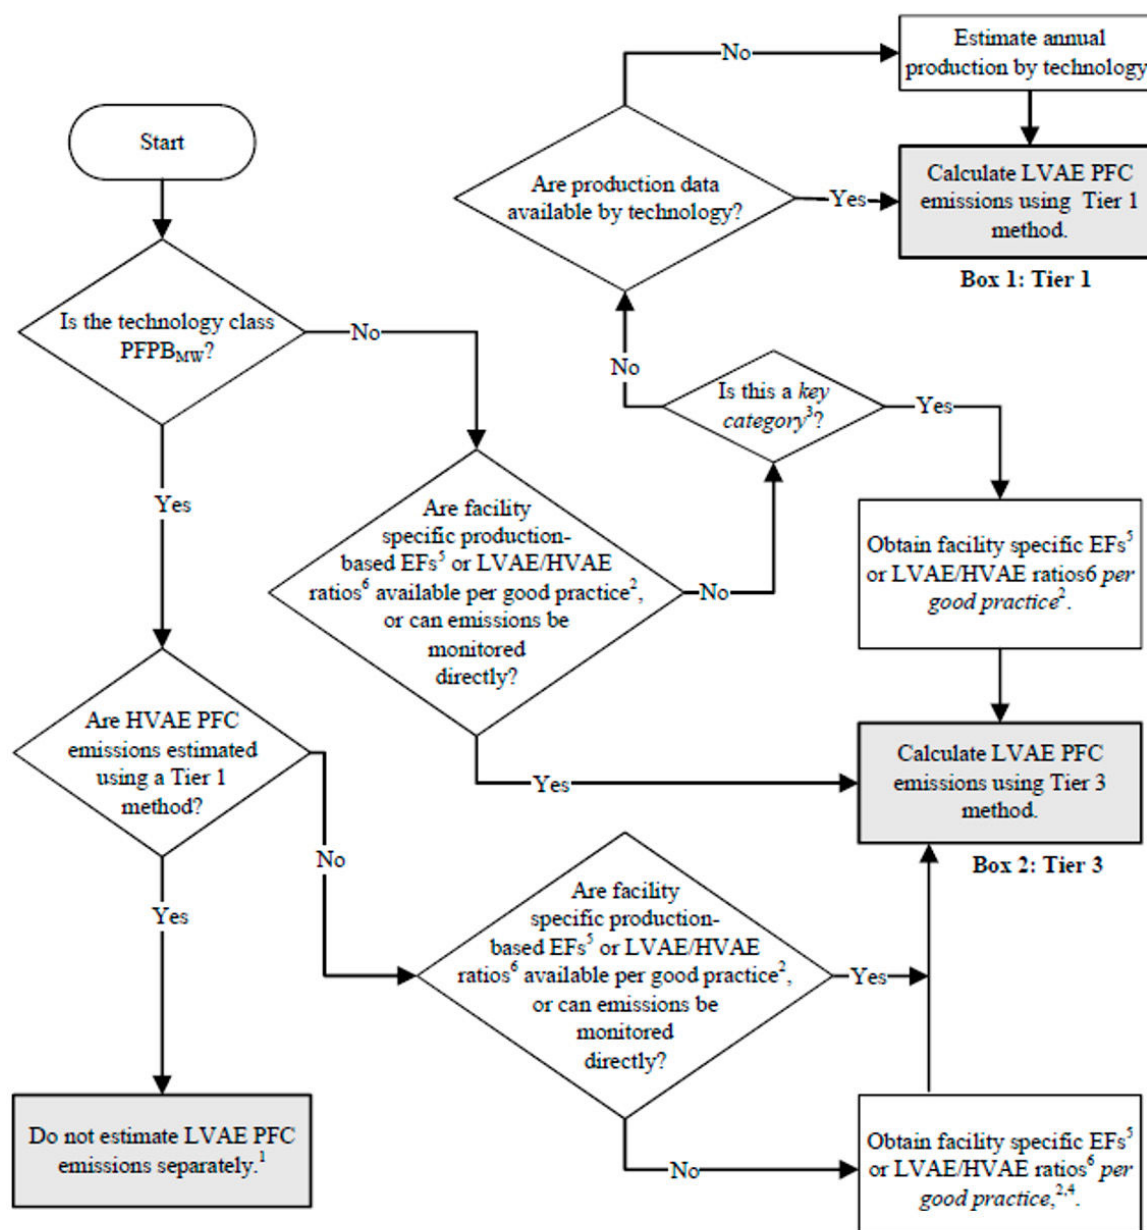 Start
Is the technology class
PFPB_MW?
No
Yes
Are HVAE PFC
emissions estimated
using a Tier 1
method?
Yes
Do not estimate LVAE PFC
emissions separately.¹
No
Are facility
specific production-
based EFs⁵ or LVAE/HVAE
ratios⁶ available per good practice²,
or can emissions be
monitored
directly?
No
Yes
Is this a key
category³?
No
Yes
Are production data
available by technology?
No
Yes
Estimate annual
production by technology
Calculate LVAE PFC
emissions using Tier 1
method.
Box 1: Tier 1
Obtain facility specific EFs⁵
or LVAE/HVAE ratios6 per
good practice².
Calculate LVAE PFC
emissions using Tier 3
method.
Box 2: Tier 3
Are facility
specific production-
based EFs⁵ or LVAE/HVAE
ratios⁶ available per good practice²,
or can emissions be
monitored
directly?
Yes
No
Obtain facility specific EFs⁵
or LVAE/HVAE ratios⁶ per
good practice,²,⁴.